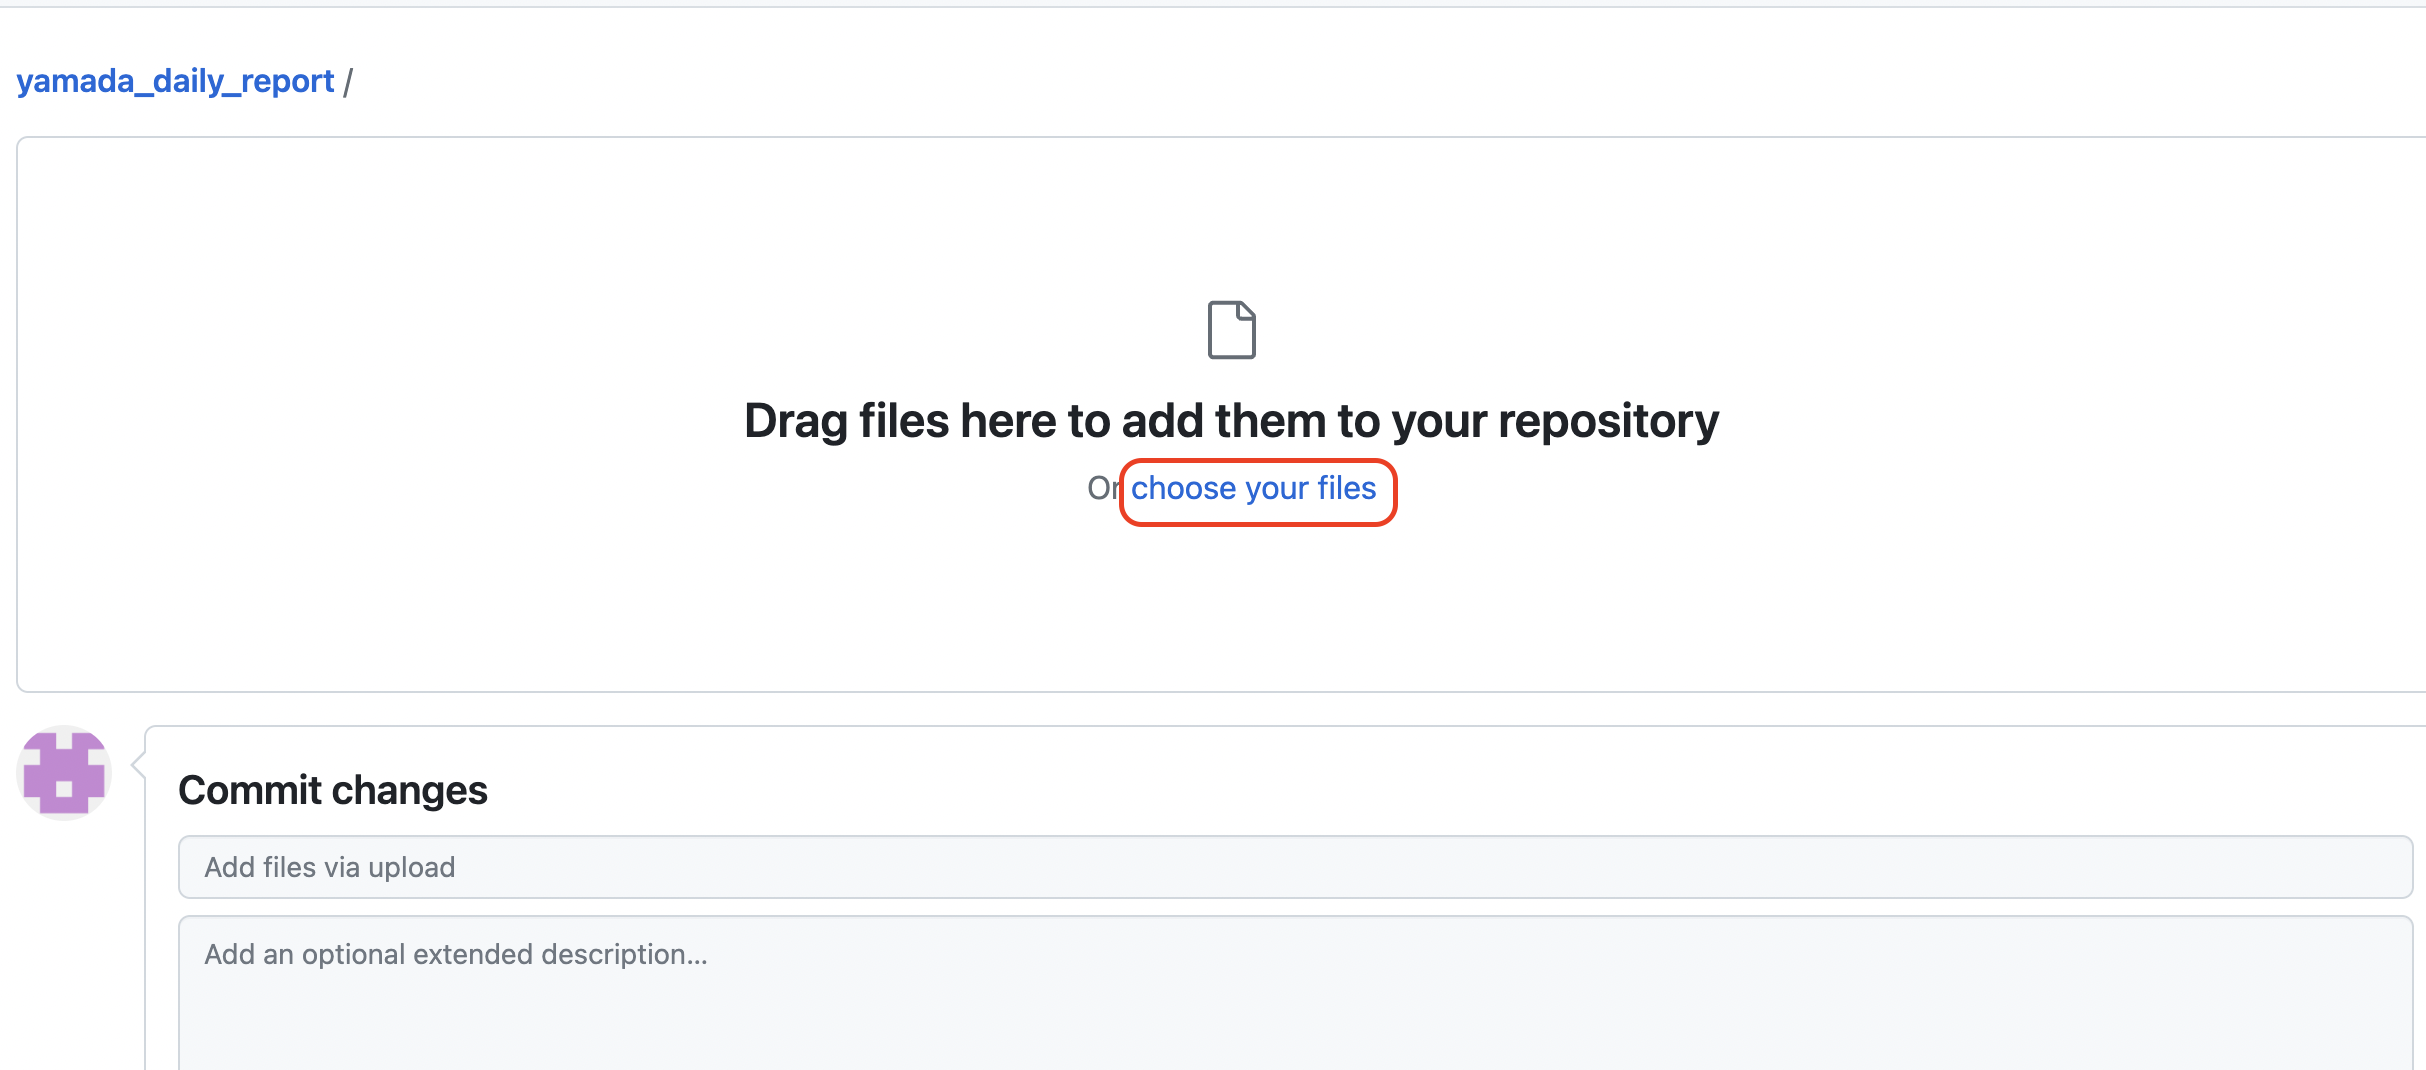 yamada_daily_report /
Drag files here to add them to your repository
Or choose your files
Commit changes
Add files via upload
Add an optional extended description...